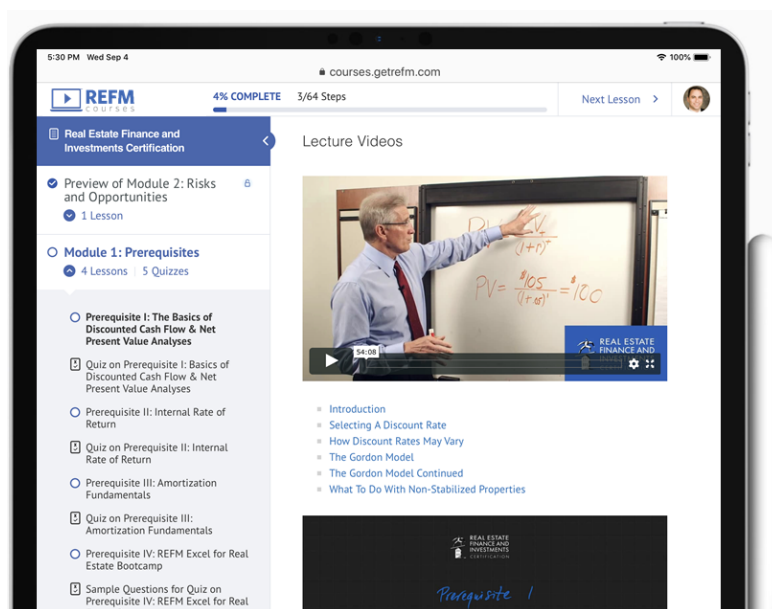 5:30 PM Wed Sep 4
100%
courses.getrefm.com
REFM
courses
4% COMPLETE 3/64 Steps
Next Lesson >
Real Estate Finance and
Investments Certification
Preview of Module 2: Risks
and Opportunities
1 Lesson
Module 1: Prerequisites
4 Lessons | 5 Quizzes
Prerequisite I: The Basics of
Discounted Cash Flow & Net
Present Value Analyses
Quiz on Prerequisite I: Basics of
Discounted Cash Flow & Net
Present Value Analyses
Prerequisite II: Internal Rate of
Return
Quiz on Prerequisite II: Internal
Rate of Return
Prerequisite III: Amortization
Fundamentals
Quiz on Prerequisite III:
Amortization Fundamentals
Prerequisite IV: REFM Excel for Real
Estate Bootcamp
Sample Questions for Quiz on
Prerequisite IV: REFM Excel for Real
Lecture Videos
(1+r)
PV= $105
= $100
REAL ESTATE
FINANCE AND
54:08
Introduction
Selecting A Discount Rate
How Discount Rates May Vary
The Gordon Model
The Gordon Model Continued
What To Do With Non-Stabilized Properties
REAL ESTATE
FINANCE AND
INVESTMENTS
CERTIFICATION
Prerequisite 1